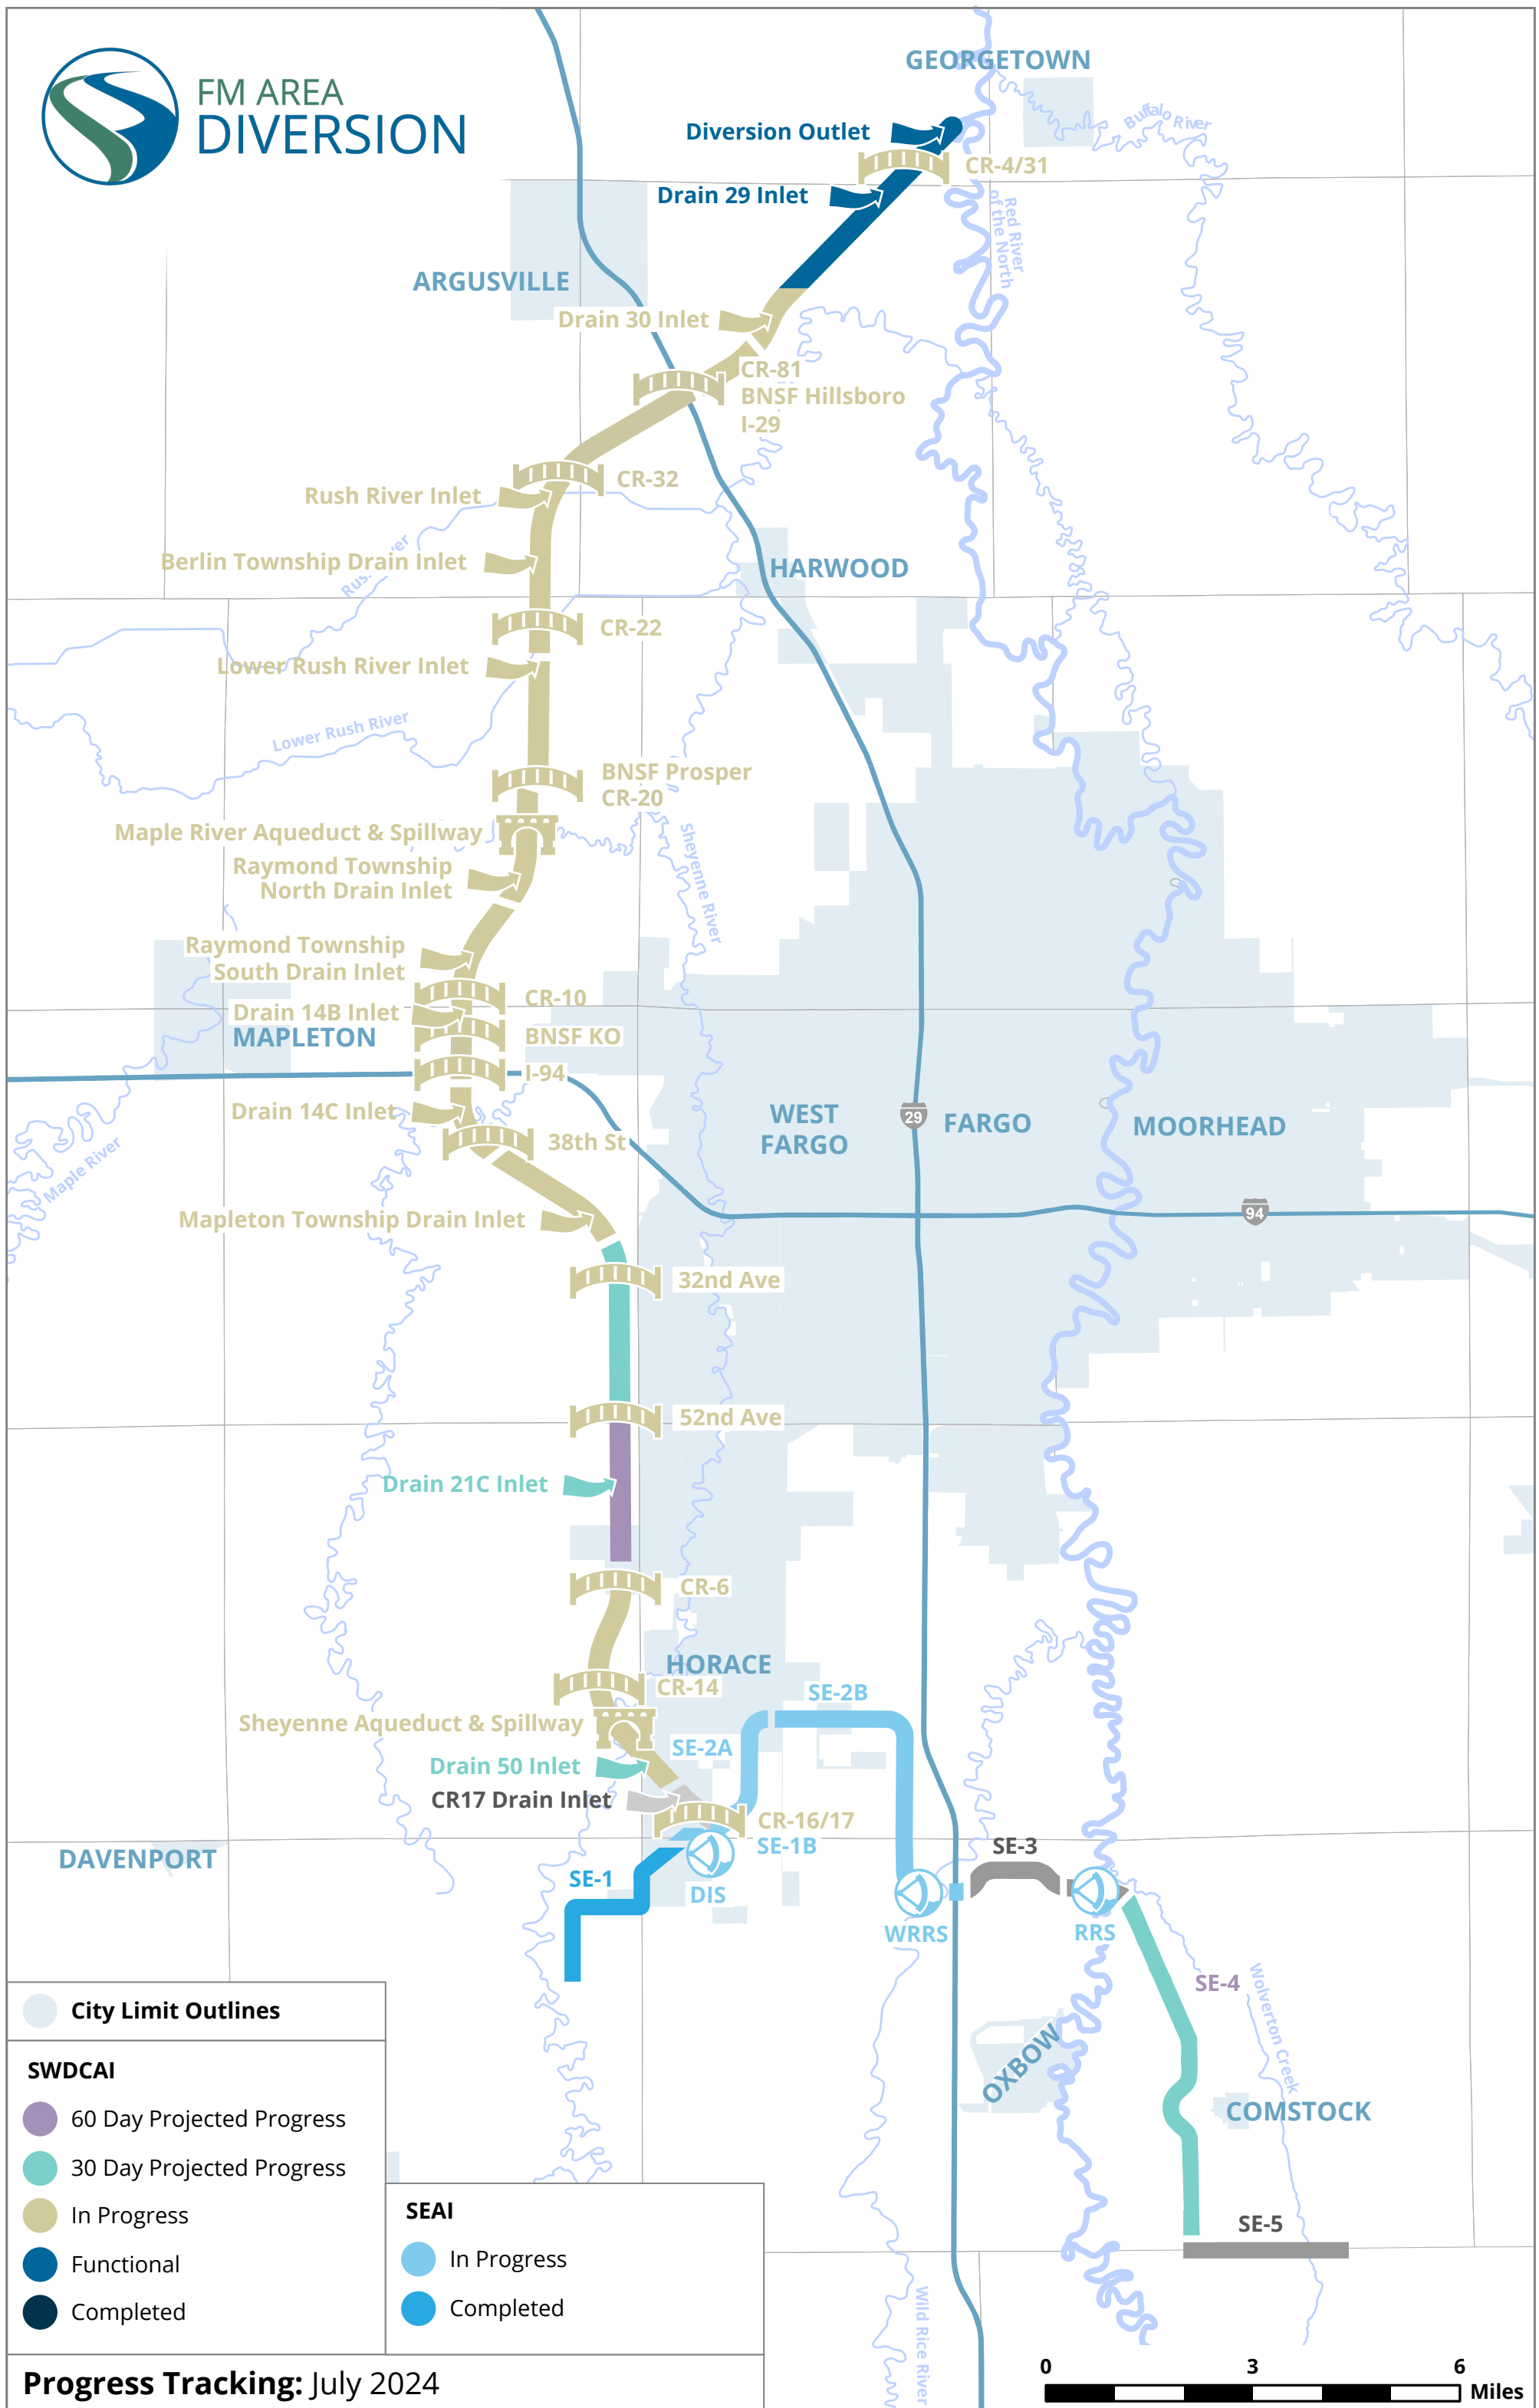 FM AREA
DIVERSION
GEORGETOWN
Buffalo River
Diversion Outlet
CR-4/31
Drain 29 Inlet
Red River
of the North
ARGUSVILLE
Drain 30 Inlet
CR-81
BNSF Hillsboro
I-29
CR-32
Rush River Inlet
Berlin Township Drain Inlet
HARWOOD
CR-22
Lower Rush River Inlet
Lower Rush River
BNSF Prosper
CR-20
Maple River Aqueduct & Spillway
Sheyenne River
Raymond Township
North Drain Inlet
Raymond Township
South Drain Inlet
CR-10
Drain 14B Inlet
MAPLETON
BNSF KO
I-94
Drain 14C Inlet
WEST
FARGO
29
FARGO
MOORHEAD
38th St
Maple River
94
Mapleton Township Drain Inlet
32nd Ave
52nd Ave
Drain 21C Inlet
CR-6
HORACE
CR-14
SE-2B
Sheyenne Aqueduct & Spillway
SE-2A
Drain 50 Inlet
CR17 Drain Inlet
CR-16/17
SE-1B
SE-3
DAVENPORT
SE-1
DIS
WRRS
RRS
SE-4
Wolverton Creek
OXBOW
COMSTOCK
SE-5
Wild Rice River
City Limit Outlines
SWDCAI
60 Day Projected Progress
30 Day Projected Progress
In Progress
Functional
Completed
SEAI
In Progress
Completed
Progress Tracking: July 2024
0 3 6
Miles